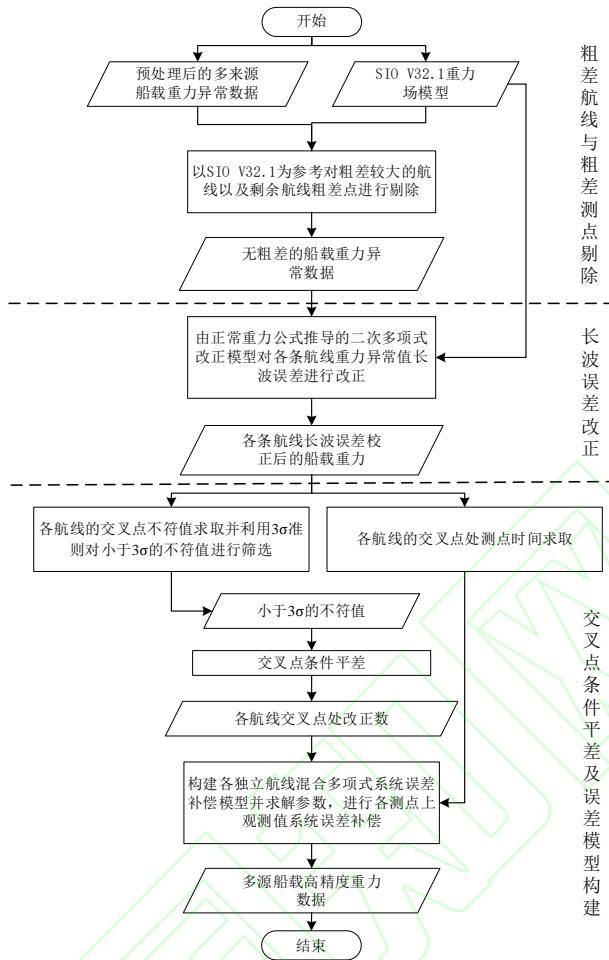 开始
预处理后的多来源
船载重力异常数据
SIO V32.1重力
场模型
以SIO V32.1为参考对粗差较大的航
线以及剩余航线粗差点进行剔除
无粗差的船载重力异
常数据
粗差航线与粗差测点剔除
由正常重力公式推导的二次多项式
改正模型对各条航线重力异常值长
波误差进行改正
各条航线长波误差校
正后的船载重力
长波误差改正
各航线的交叉点不符值求取并利用3σ准
则对小于3σ的不符值进行筛选
各航线的交叉点处测点时间求取
小于3σ的不符值
交叉点条件平差
各航线交叉点处改正数
构建各独立航线混合多项式系统误差
补偿模型并求解参数，进行各测点上
观测值系统误差补偿
多源船载高精度重力
数据
结束
交叉点条件平差及误差模型构建